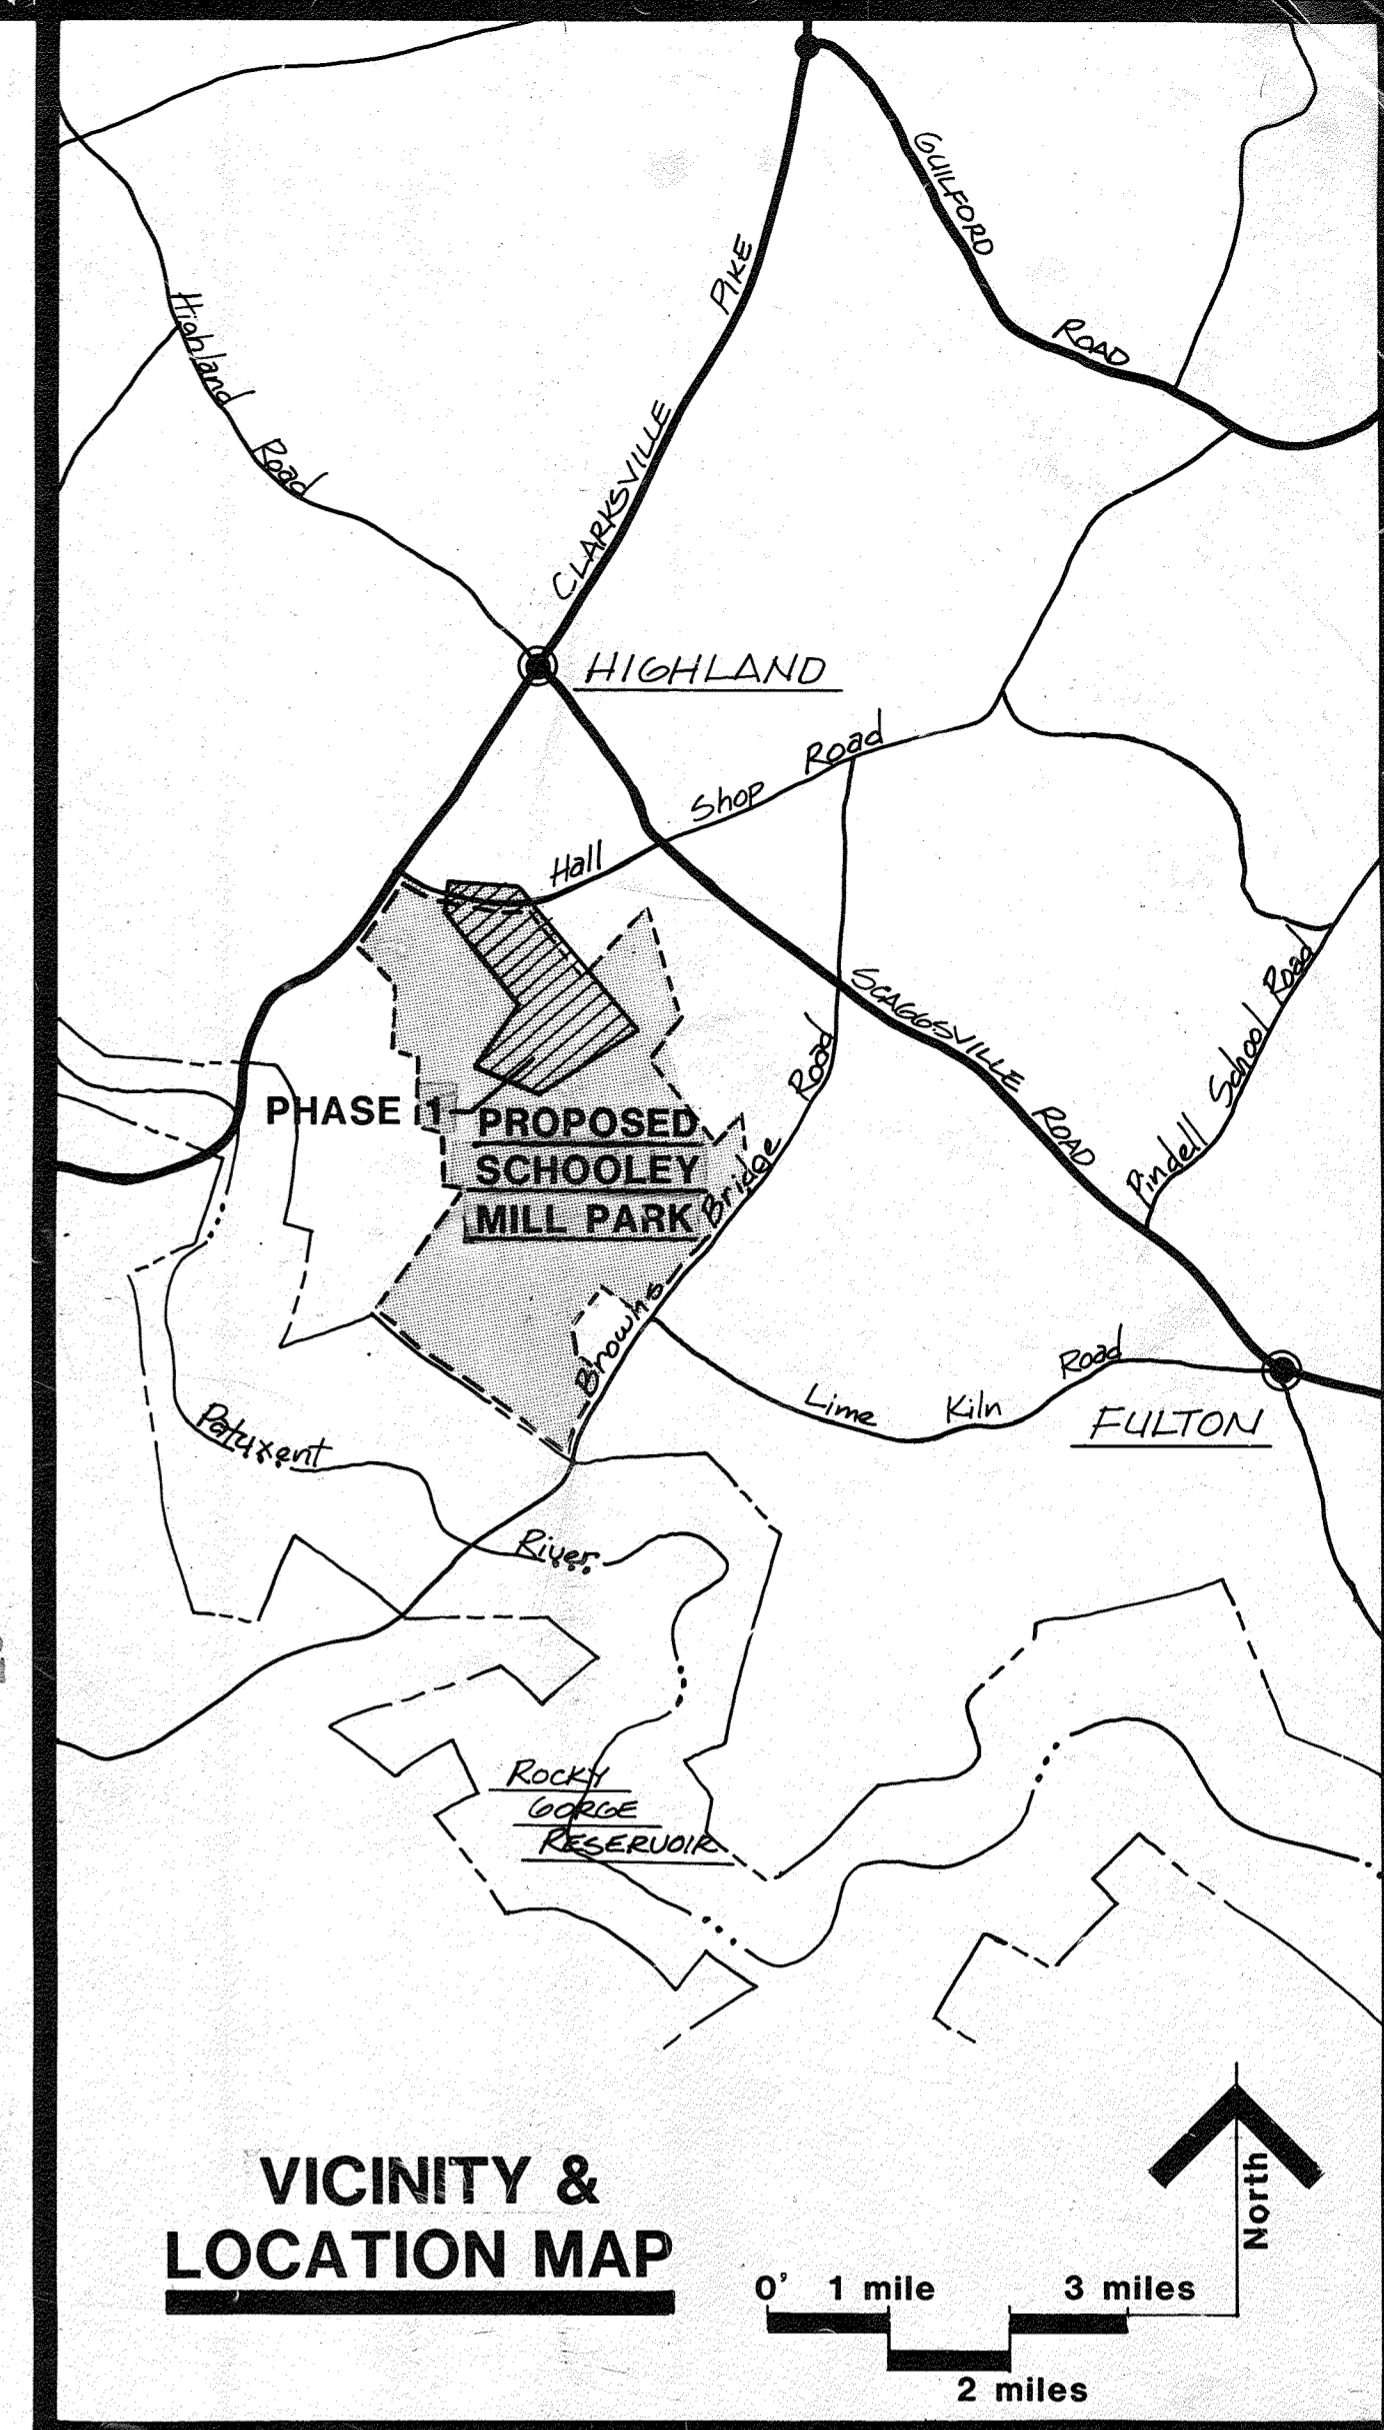 GUILFORD
ROAD
CLARKSVILLE PIKE
Highland Road
HIGHLAND
Hall Shop Road
SCAGGSVILLE ROAD
Pindell School Road
PHASE 1
PROPOSED
SCHOOLEY
MILL PARK
Browns Bridge Road
Lime Kiln Road
FULTON
Patuxent River
ROCKY
GORGE
RESERVOIR
VICINITY &
LOCATION MAP
North
0' 1 mile 3 miles
2 miles